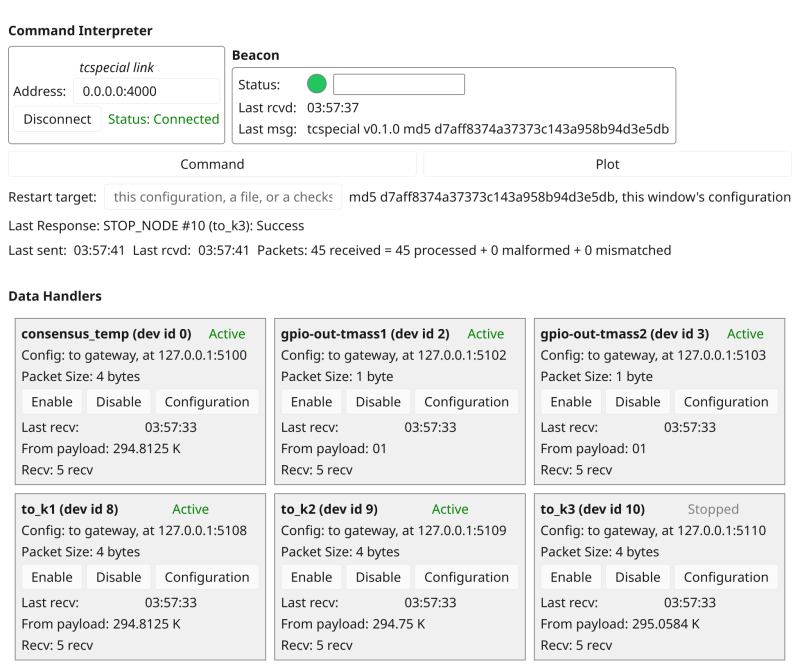 Command Interpreter
tcspecial link
Address: 0.0.0.0:4000
Disconnect Status: Connected
Beacon
Status:
Last rcvd: 03:57:37
Last msg: tcspecial v0.1.0 md5 d7aff8374a37373c143a958b94d3e5db
Command Plot
Restart target: this configuration, a file, or a checks md5 d7aff8374a37373c143a958b94d3e5db, this window's configuration
Last Response: STOP_NODE #10 (to_k3): Success
Last sent: 03:57:41 Last rcvd: 03:57:41 Packets: 45 received = 45 processed + 0 malformed + 0 mismatched
Data Handlers
consensus_temp (dev id 0) Active
Config: to gateway, at 127.0.0.1:5100
Packet Size: 4 bytes
Enable Disable Configuration
Last recv: 03:57:33
From payload: 294.8125 K
Recv: 5 recv
gpio-out-tmass1 (dev id 2) Active
Config: to gateway, at 127.0.0.1:5102
Packet Size: 1 byte
Enable Disable Configuration
Last recv: 03:57:33
From payload: 01
Recv: 5 recv
gpio-out-tmass2 (dev id 3) Active
Config: to gateway, at 127.0.0.1:5103
Packet Size: 1 byte
Enable Disable Configuration
Last recv: 03:57:33
From payload: 01
Recv: 5 recv
to_k1 (dev id 8) Active
Config: to gateway, at 127.0.0.1:5108
Packet Size: 4 bytes
Enable Disable Configuration
Last recv: 03:57:33
From payload: 294.8125 K
Recv: 5 recv
to_k2 (dev id 9) Active
Config: to gateway, at 127.0.0.1:5109
Packet Size: 4 bytes
Enable Disable Configuration
Last recv: 03:57:33
From payload: 294.75 K
Recv: 5 recv
to_k3 (dev id 10) Stopped
Config: to gateway, at 127.0.0.1:5110
Packet Size: 4 bytes
Enable Disable Configuration
Last recv: 03:57:33
From payload: 295.0584 K
Recv: 5 recv